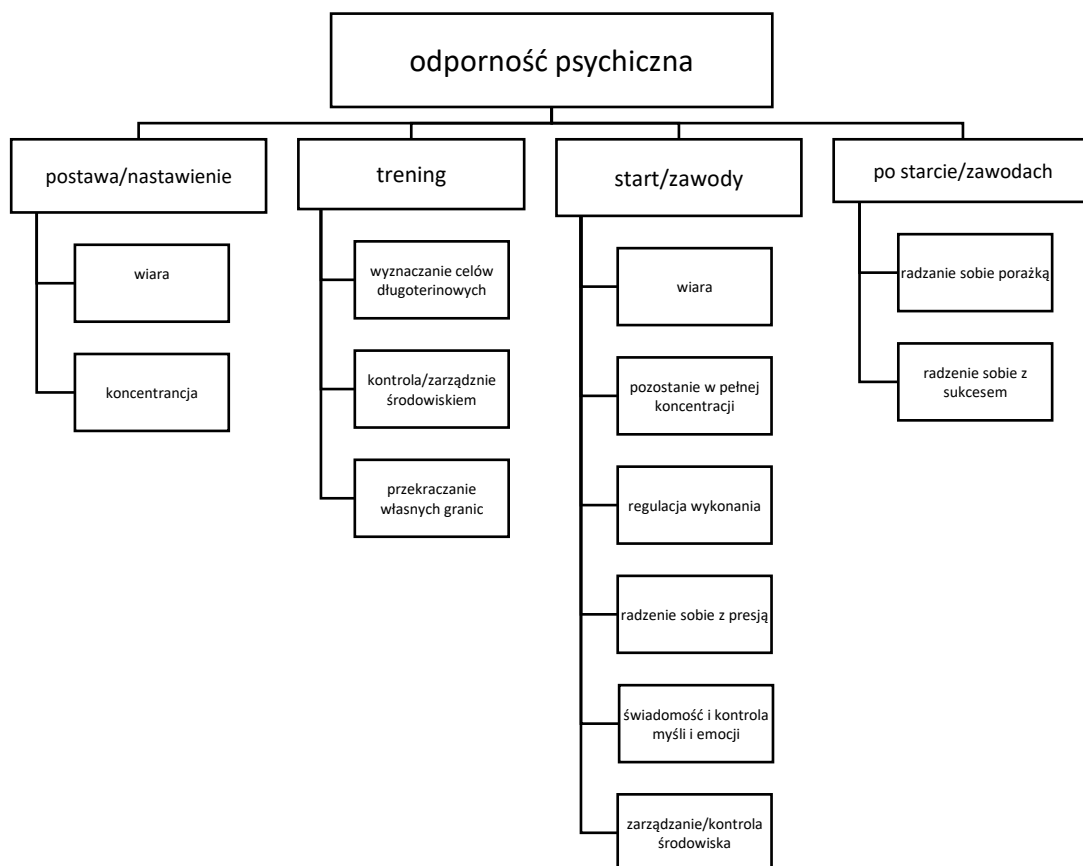 odporność psychiczna
postawa/nastawienie
wiara
koncentrancja
trening
wyznaczanie celów
długoterinowych
kontrola/zarządznie
środowiskiem
przekraczanie
własnych granic
start/zawody
wiara
pozostanie w pełnej
koncentracji
regulacja wykonania
radzenie sobie z presją
świadomość i kontrola
myśli i emocji
zarządzanie/kontrola
środowiska
po starcie/zawodach
radzanie sobie porażką
radzenie sobie z
sukcesem